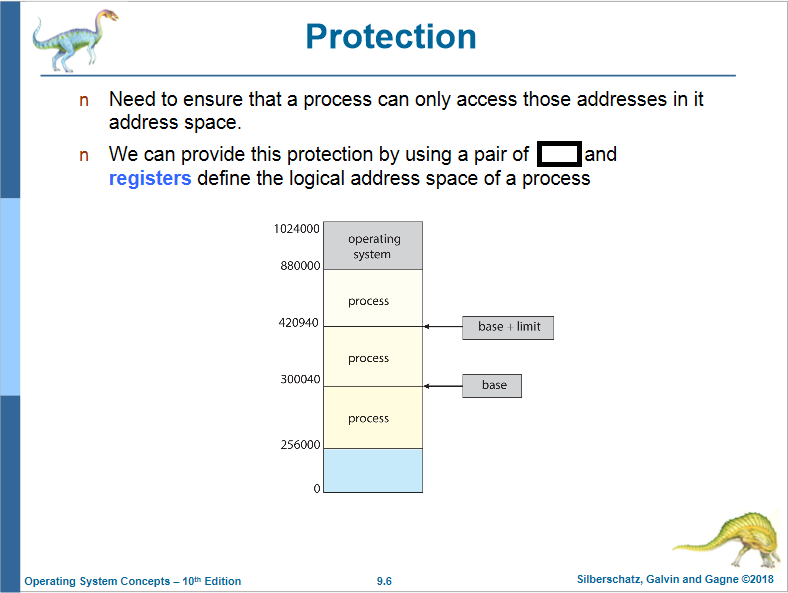 Protection
n Need to ensure that a process can only access those addresses in it
address space.
n We can provide this protection by using a pair of and
registers define the logical address space of a process
1024000
operating
system
880000
process
420940
base + limit
process
300040
base
process
256000
0
Operating System Concepts – 10th Edition
9.6
Silberschatz, Galvin and Gagne ©2018